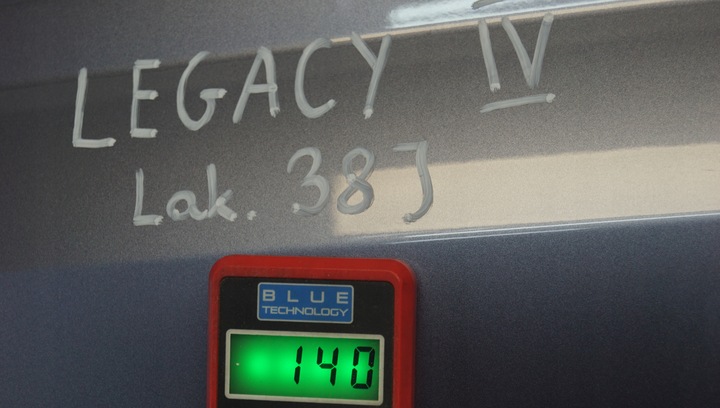 LEGACY IV
Lak. 38J
BLUE
TECHNOLOGY
140